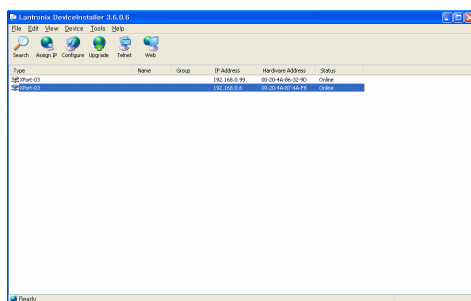 Lantronix DeviceInstaller 3.6.0.6
File Edit View Device Tools Help
Search Assign IP Configure Upgrade Telnet Web
Type Name Group IP Address Hardware Address Status
XPort-03 192.168.0.99 00-20-4A-86-32-9D Online
XPort-03 192.168.0.6 00-20-4A-87-4A-F8 Online
Ready